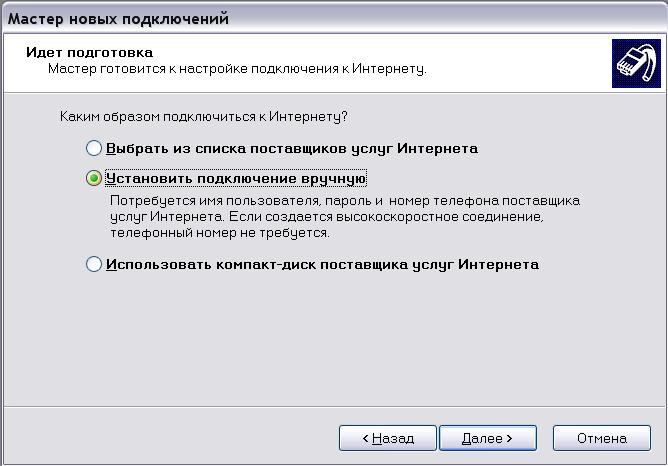 Мастер новых подключений
Идет подготовка
Мастер готовится к настройке подключения к Интернету.
Каким образом подключиться к Интернету?
Выбрать из списка поставщиков услуг Интернета
Установить подключение вручную
Потребуется имя пользователя, пароль и номер телефона поставщика
услуг Интернета. Если создается высокоскоростное соединение,
телефонный номер не требуется.
Использовать компакт-диск поставщика услуг Интернета
< Назад
Далее >
Отмена